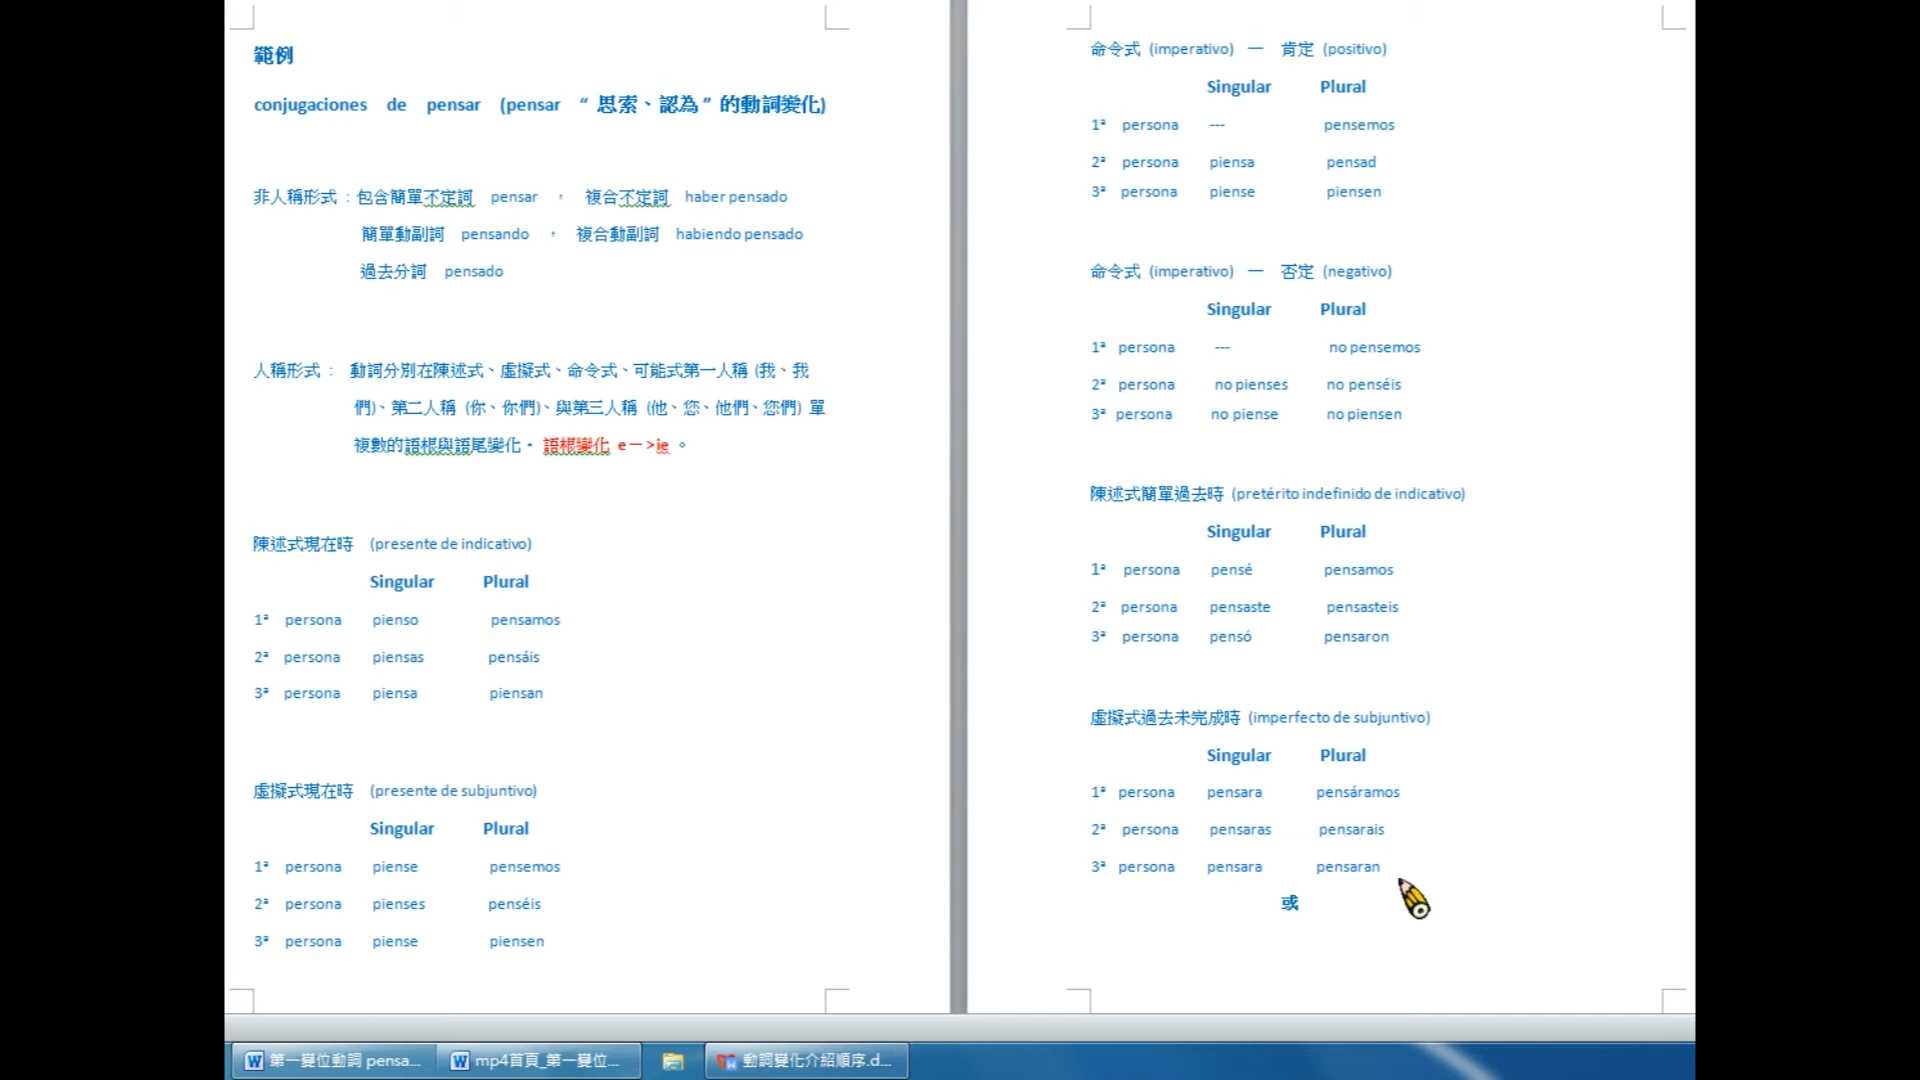 範例
conjugaciones de pensar (pensar “ 思索、認為 ” 的動詞變化)
非人稱形式 : 包含簡單不定詞 pensar ， 複合不定詞 haber pensado
簡單動副詞 pensando ， 複合動副詞 habiendo pensado
過去分詞 pensado
人稱形式 : 動詞分別在陳述式、虛擬式、命令式、可能式第一人稱 (我、我
們)、第二人稱 (你、你們)、與第三人稱 (他、您、他們、您們) 單
複數的語根與語尾變化。 語根變化 e－>ie 。
陳述式現在時 (presente de indicativo)
Singular Plural
1ª persona pienso pensamos
2ª persona piensas pensáis
3ª persona piensa piensan
虛擬式現在時 (presente de subjuntivo)
Singular Plural
1ª persona piense pensemos
2ª persona pienses penséis
3ª persona piense piensen
命令式 (imperativo) － 肯定 (positivo)
Singular Plural
1ª persona --- pensemos
2ª persona piensa pensad
3ª persona piense piensen
命令式 (imperativo) － 否定 (negativo)
Singular Plural
1ª persona --- no pensemos
2ª persona no pienses no penséis
3ª persona no piense no piensen
陳述式簡單過去時 (pretérito indefinido de indicativo)
Singular Plural
1ª persona pensé pensamos
2ª persona pensaste pensasteis
3ª persona pensó pensaron
虛擬式過去未完成時 (imperfecto de subjuntivo)
Singular Plural
1ª persona pensara pensáramos
2ª persona pensaras pensarais
3ª persona pensara pensaran
或
第一變位動詞 pensa...
mp4首頁_第一變位...
動詞變化介紹順序.d...